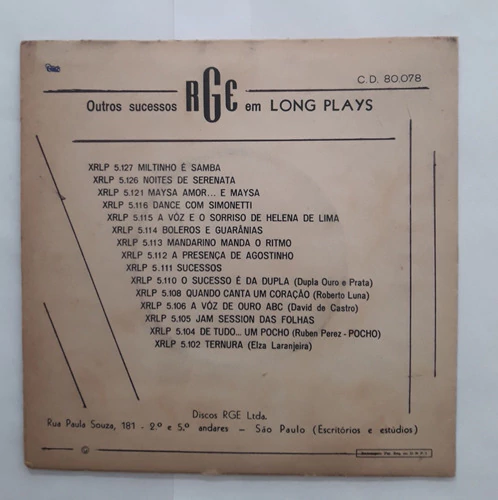 C.D. 80.078
Outros sucessos RGE em LONG PLAYS
XRLP 5.127 MILTINHO É SAMBA
XRLP 5.126 NOITES DE SERENATA
XRLP 5.121 MAYSA AMOR... E MAYSA
XRLP 5.116 DANCE COM SIMONETTI
XRLP 5.115 A VÓZ E O SORRISO DE HELENA DE LIMA
XRLP 5.114 BOLEROS E GUARÂNIAS
XRLP 5.113 MANDARINO MANDA O RITMO
XRLP 5.112 A PRESENÇA DE AGOSTINHO
XRLP 5.111 SUCESSOS
XRLP 5.110 O SUCESSO É DA DUPLA (Dupla Ouro e Prata)
XRLP 5.108 QUANDO CANTA UM CORAÇÃO (Roberto Luna)
XRLP 5.106 A VÓZ DE OURO ABC (David de Castro)
XRLP 5.105 JAM SESSION DAS FOLHAS
XRLP 5.104 DE TUDO... UM POCHO (Ruben Perez - POCHO)
XRLP 5.102 TERNURA (Elza Laranjeira)
Discos RGE Ltda.
Rua Paula Souza, 181 - 2.º e 5.º andares - São Paulo (Escritórios e estúdios)